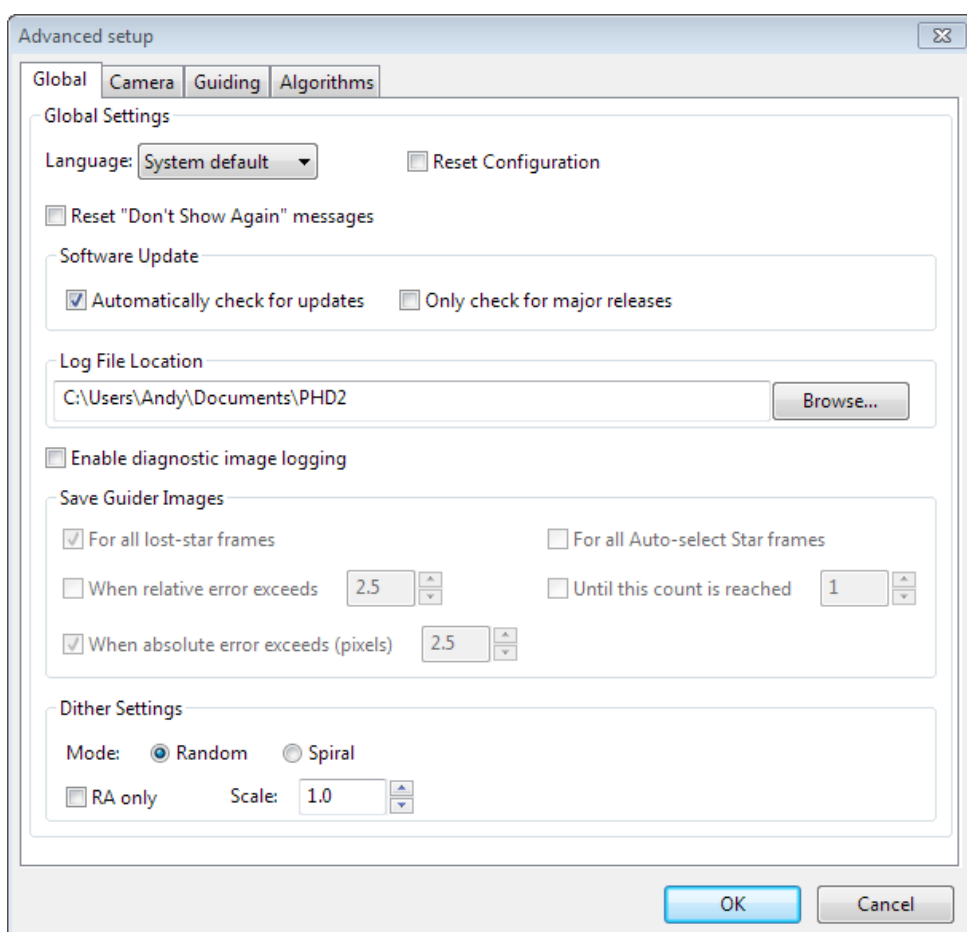 Advanced setup
Global Camera Guiding Algorithms
Global Settings
Language: System default Reset Configuration
Reset "Don't Show Again" messages
Software Update
Automatically check for updates Only check for major releases
Log File Location
C:\Users\Andy\Documents\PHD2 Browse...
Enable diagnostic image logging
Save Guider Images
For all lost-star frames For all Auto-select Star frames
When relative error exceeds 2.5 Until this count is reached 1
When absolute error exceeds (pixels) 2.5
Dither Settings
Mode: Random Spiral
RA only Scale: 1.0
OK Cancel